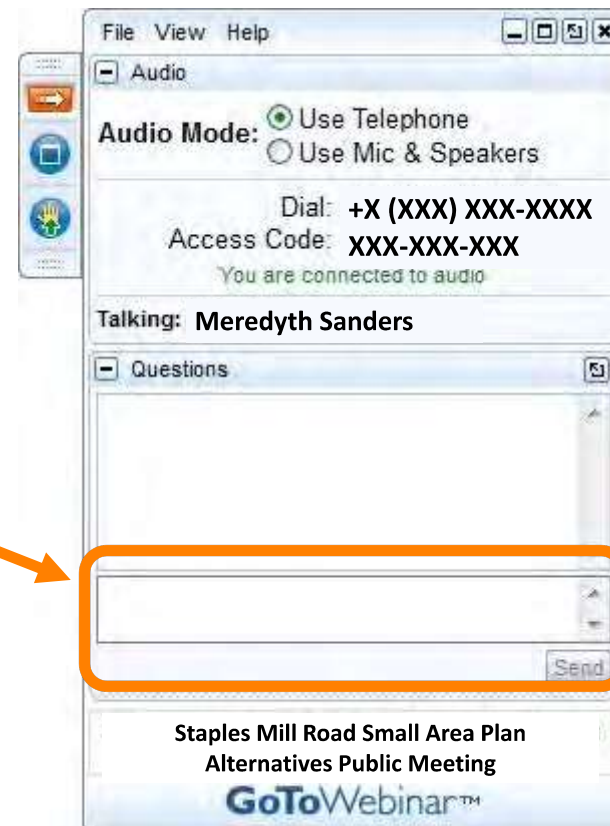 File View Help
Audio
Audio Mode: Use Telephone
Use Mic & Speakers
Dial: +X (XXX) XXX-XXXX
Access Code: XXX-XXX-XXX
You are connected to audio
Talking: Meredyth Sanders
Questions
Send
Staples Mill Road Small Area Plan
Alternatives Public Meeting
GoToWebinar™